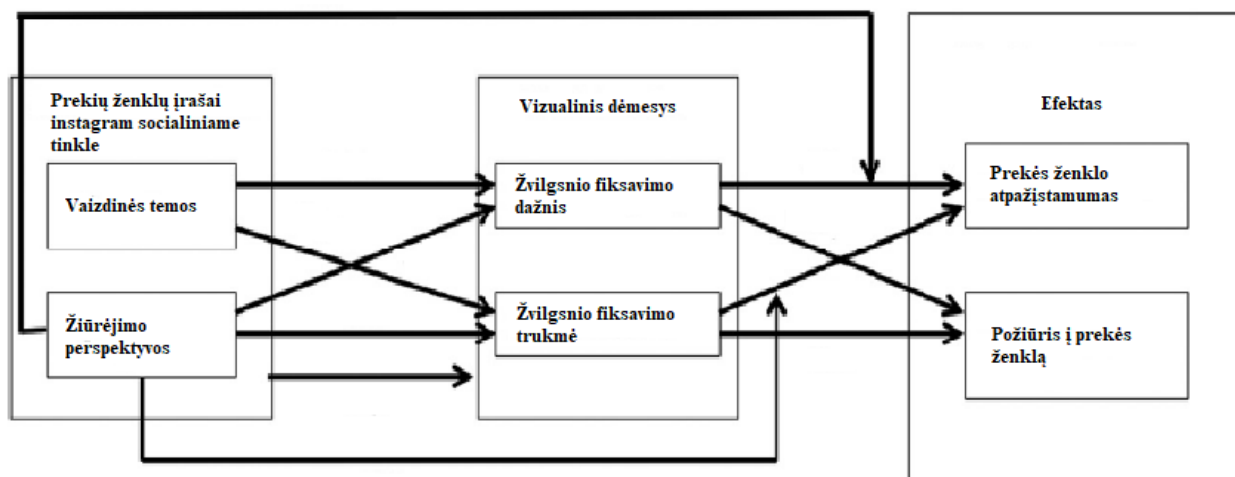 Prekių ženklų įrašai
instagram socialiniame
tinkle
Vaizdinės temos
Žiūrėjimo
perspektyvos
Vizualinis dėmesys
Žvilgsnio fiksavimo
dažnis
Žvilgsnio fiksavimo
trukmė
Efektas
Prekės ženklo
atpažįstamumas
Požiūris į prekės
ženklą